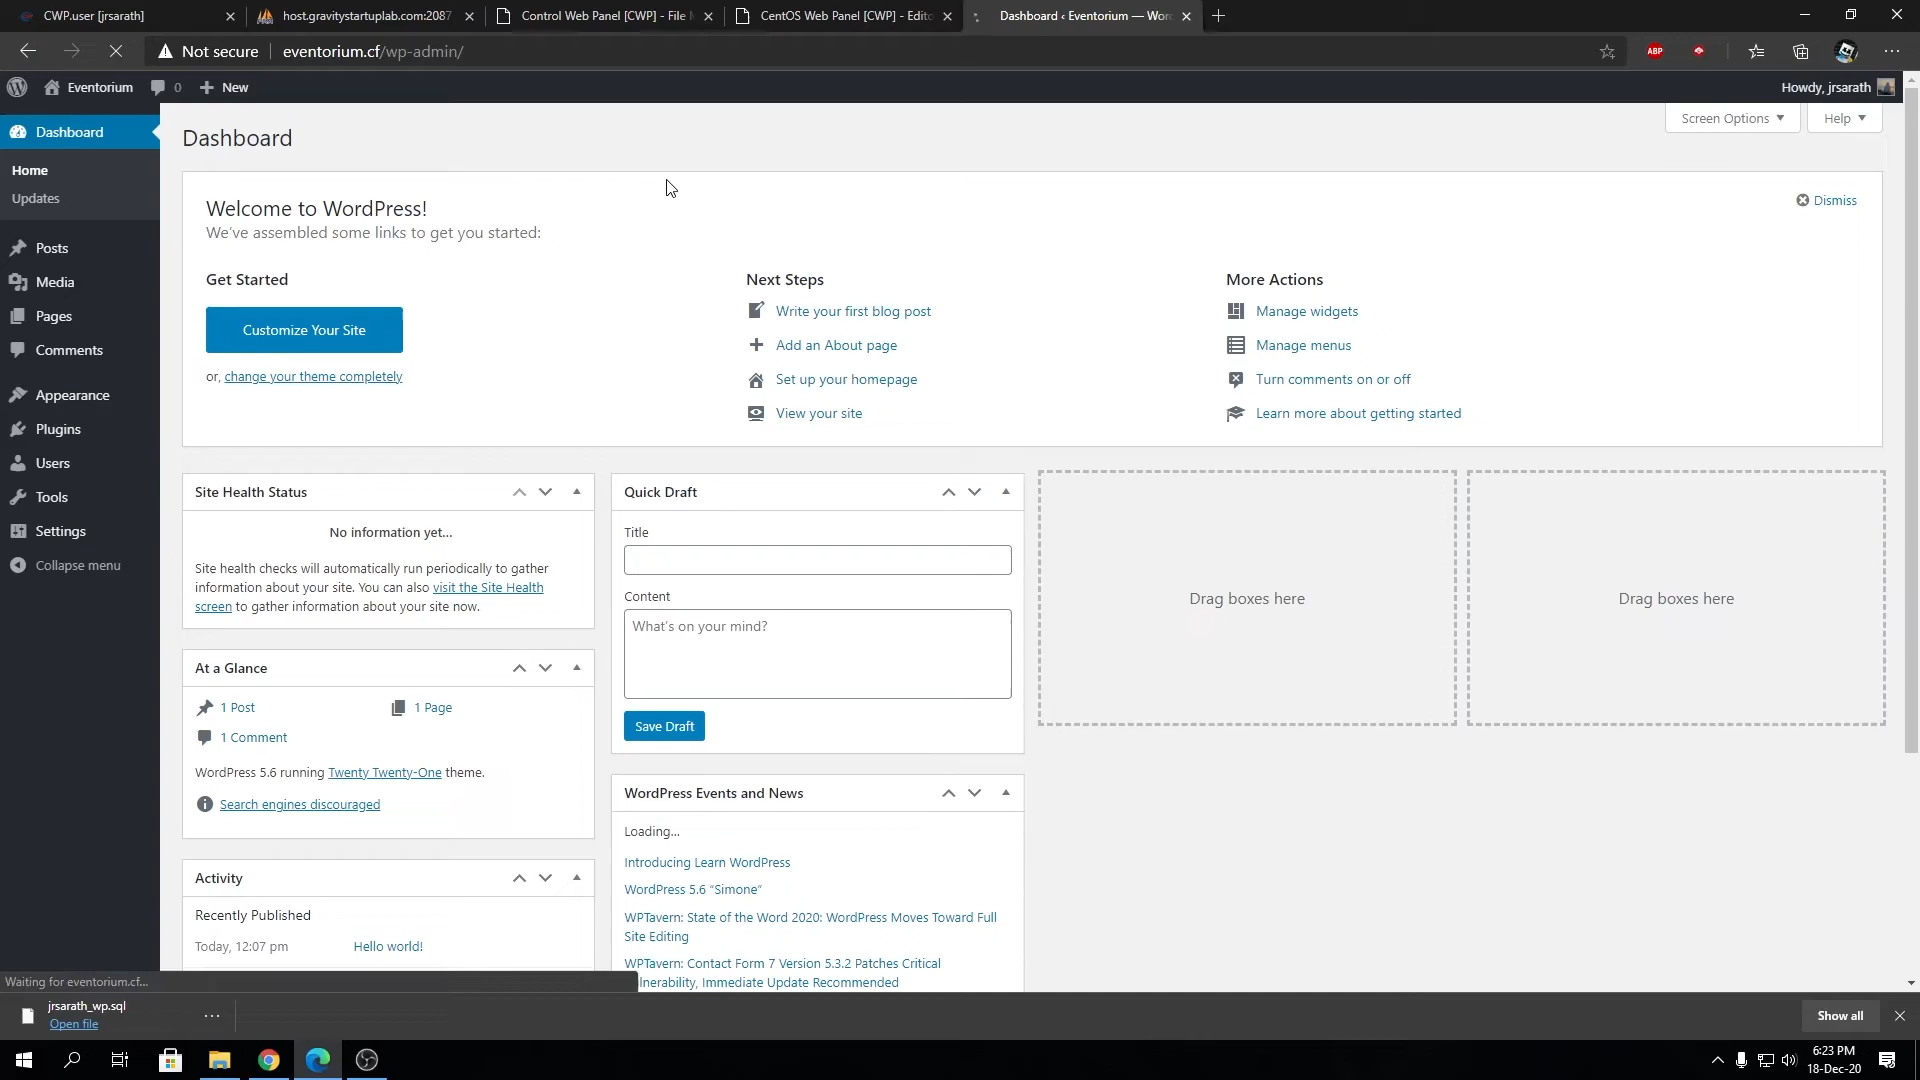 CWP.user [jrsarath]
host.gravitystartuplab.com:2087
Control Web Panel [CWP] - File M
CentOS Web Panel [CWP] - Edito
Dashboard ‹ Eventorium — Wor
Not secure
eventorium.cf/wp-admin/
ABP
Eventorium
0
New
Howdy, jrsarath
Dashboard
Home
Updates
Posts
Media
Pages
Comments
Appearance
Plugins
Users
Tools
Settings
Collapse menu
Dashboard
Screen Options
Help
Welcome to WordPress!
We've assembled some links to get you started:
Dismiss
Get Started
Customize Your Site
or, change your theme completely
Next Steps
Write your first blog post
Add an About page
Set up your homepage
View your site
More Actions
Manage widgets
Manage menus
Turn comments on or off
Learn more about getting started
Site Health Status
No information yet...
Site health checks will automatically run periodically to gather
information about your site. You can also visit the Site Health
screen to gather information about your site now.
At a Glance
1 Post
1 Page
1 Comment
WordPress 5.6 running Twenty Twenty-One theme.
Search engines discouraged
Activity
Recently Published
Today, 12:07 pm
Hello world!
Quick Draft
Title
Content
What's on your mind?
Save Draft
WordPress Events and News
Loading...
Introducing Learn WordPress
WordPress 5.6 “Simone”
WPTavern: State of the Word 2020: WordPress Moves Toward Full
Site Editing
WPTavern: Contact Form 7 Version 5.3.2 Patches Critical
lnerability, Immediate Update Recommended
Drag boxes here
Drag boxes here
Waiting for eventorium.cf...
jrsarath_wp.sql
Open file
Show all
6:23 PM
18-Dec-20